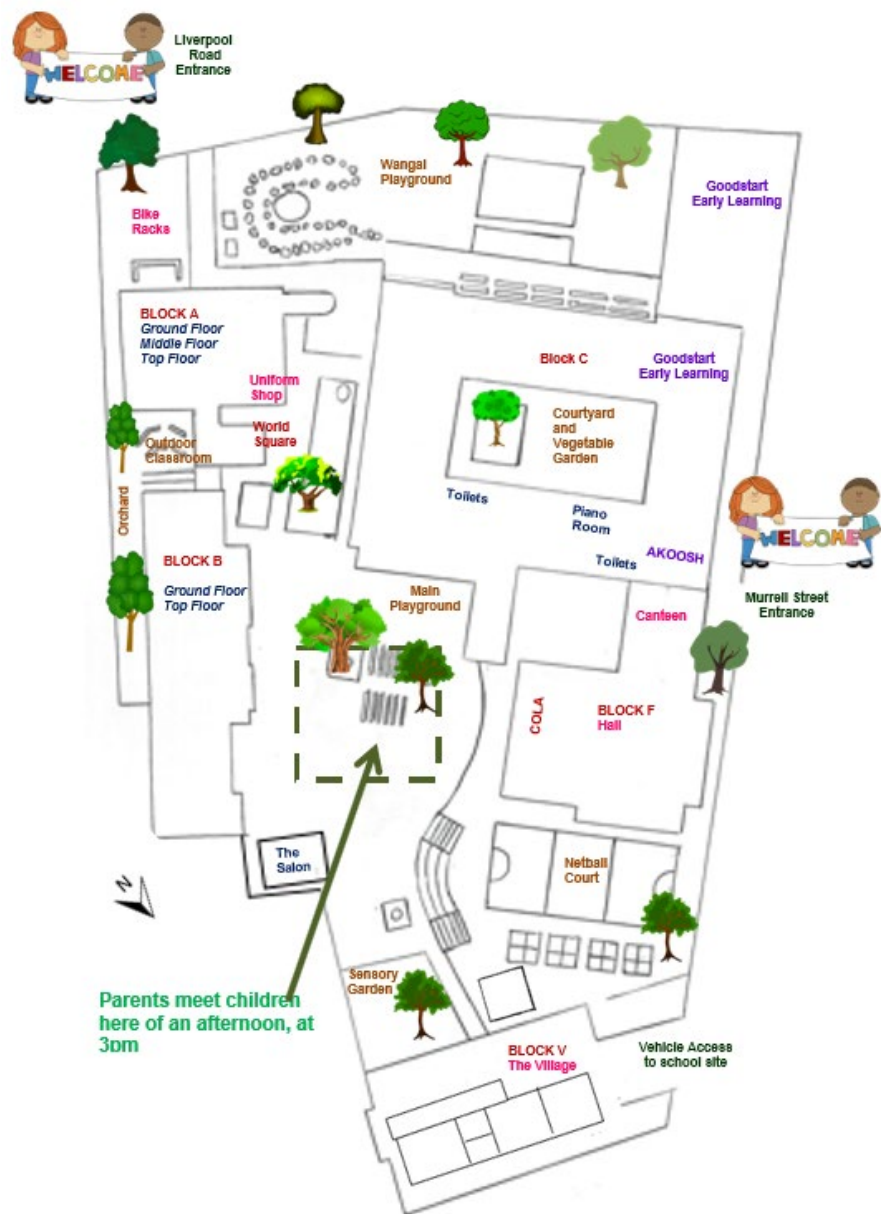 Liverpool
Road
Entrance
WELCOME
Wangal
Playground
Goodstart
Early Learning
Bike
Racks
BLOCK A
Ground Floor
Middle Floor
Top Floor
Block C
Goodstart
Early Learning
Uniform
Shop
World
Square
Courtyard
and
Vegetable
Garden
Outdoor
Classroom
Orchard
Toilets
Piano
Room
WELCOME
BLOCK B
Toilets
AKOOSH
Ground Floor
Top Floor
Main
Playground
Murrell Street
Entrance
Canteen
COLA
BLOCK F
Hall
The
Salon
Netball
Court
N
Sensory
Garden
Parents meet children
here of an afternoon, at
3pm
BLOCK V
The Village
Vehicle Access
to school site